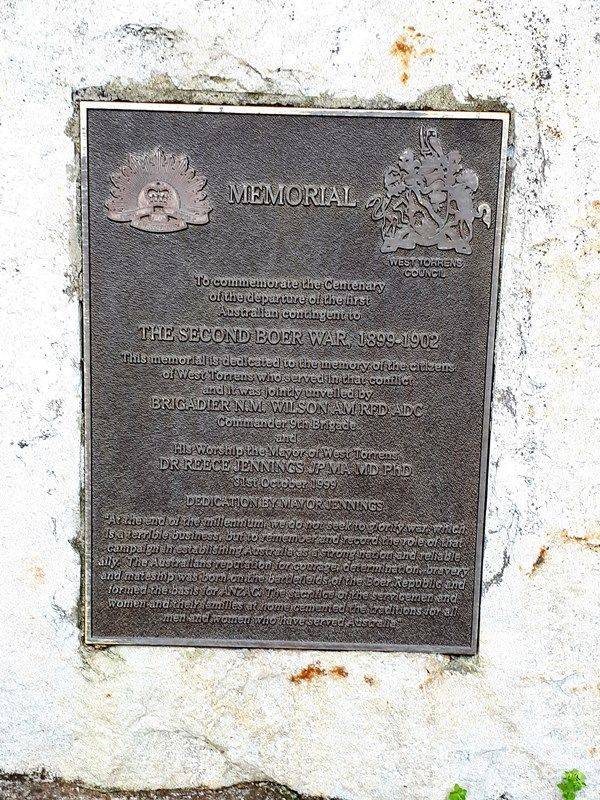 MEMORIAL
WEST TORRENS
COUNCIL
To commemorate the Centenary
of the departure of the first
Australian contingent to
THE SECOND BOER WAR, 1899-1902
This memorial is dedicated to the memory of the citizens
of West Torrens who served in that conflict
and it was jointly unveiled by
BRIGADIER N.M. WILSON AM RFD ADC
Commander 9th Brigade
and
His Worship the Mayor of West Torrens
DR REECE JENNINGS JP MA MD PhD
31st October 1999
DEDICATION BY MAYOR JENNINGS
"At the end of the millennium, we do not seek to glorify war, which
is a terrible business, but to remember and record the role of that
campaign in establishing Australia as a strong nation and reliable
ally. The Australians reputation for courage, determination, bravery
and mateship was born on the battlefields of the Boer Republic and
formed the basis for ANZAC. The sacrifice of the servicemen and
women and their families at home cemented the traditions for all
men and women who have served Australia"